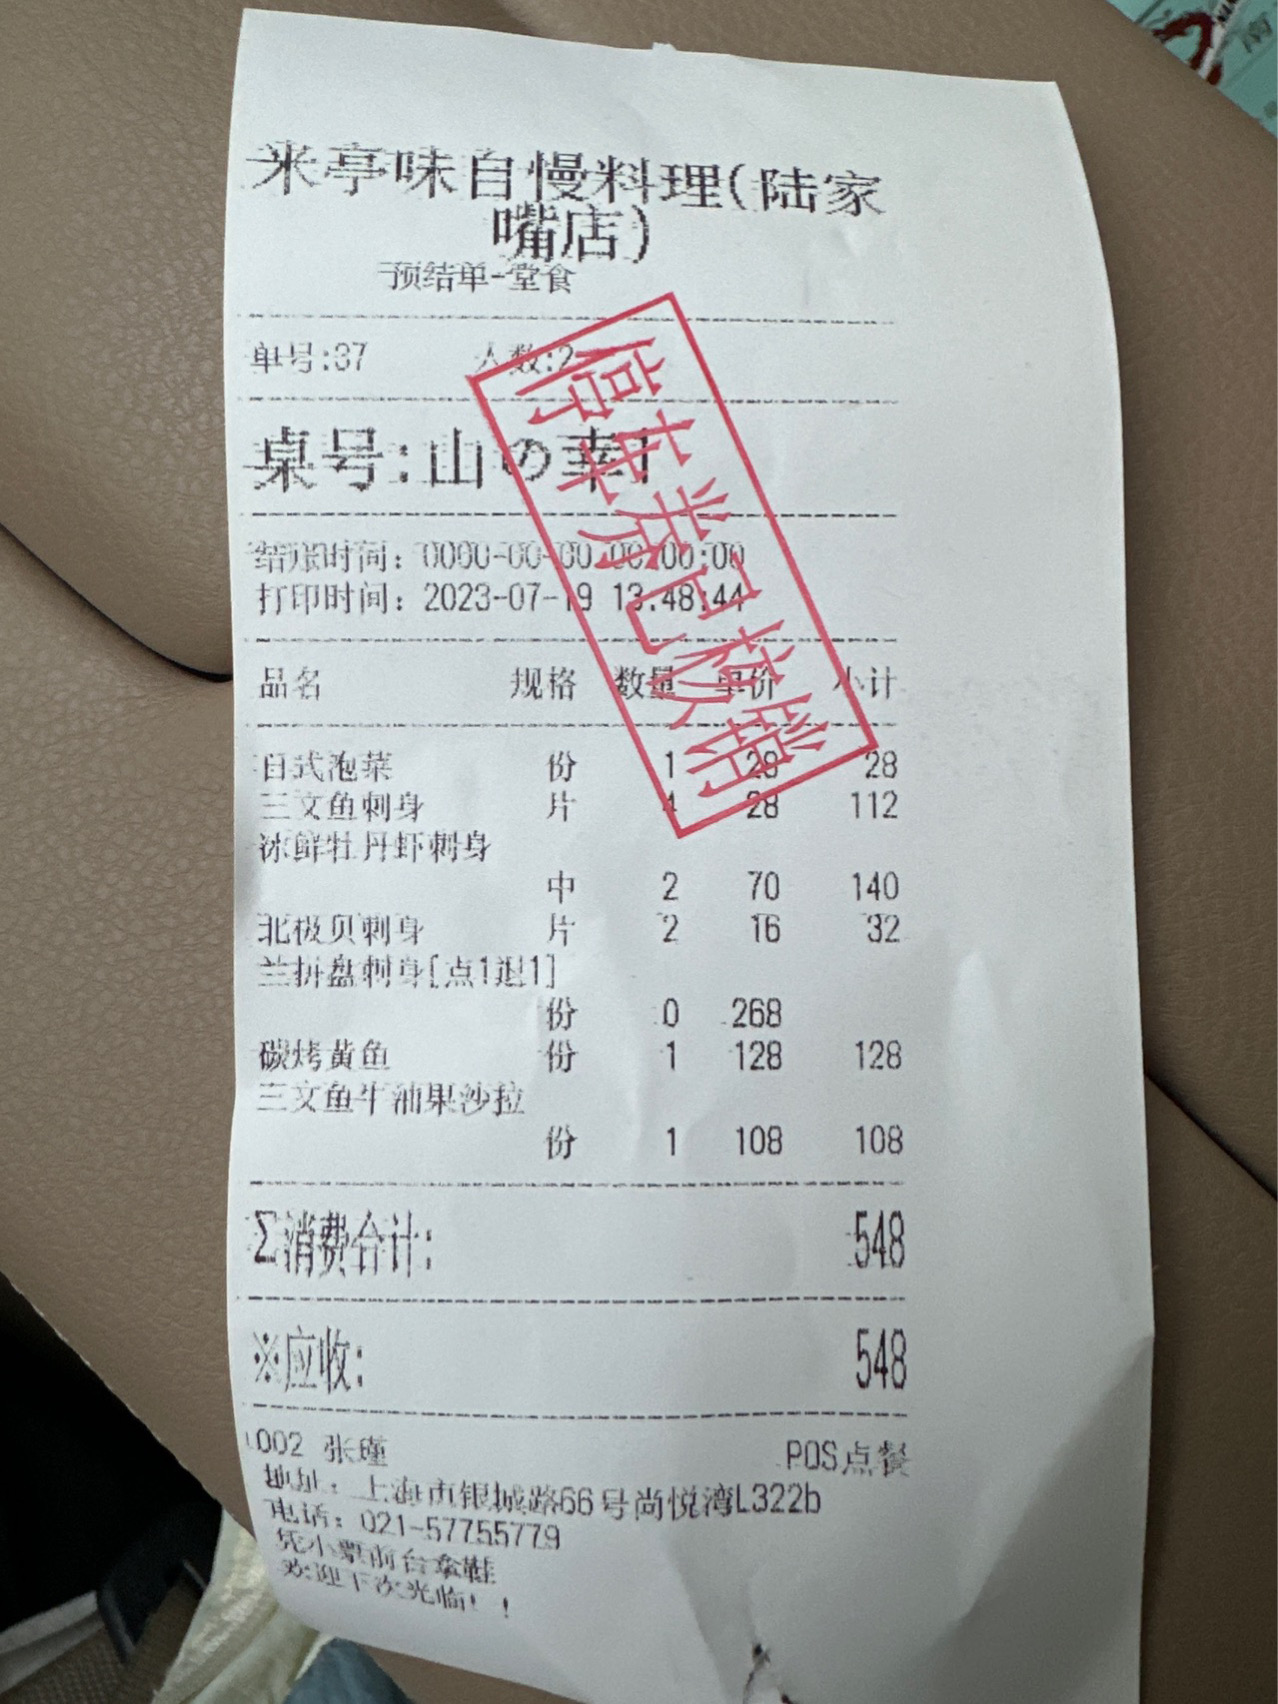 米亭味自慢料理(陆家
嘴店)
预结单-堂食
单号:37 人数:2
桌号:山の幸1
结账时间: 0000-00-00 00:00:00
打印时间: 2023-07-19 13:48:44
停车券已核销
品名 规格 数量 单价 小计
日式泡菜 份 1 28 28
三文鱼刺身 片 4 28 112
冰鲜牡丹虾刺身
中 2 70 140
北极贝刺身 片 2 16 32
兰拼盘刺身[点1退1]
份 0 268
碳烤黄鱼 份 1 128 128
三文鱼牛油果沙拉
份 1 108 108
Σ消费合计: 548
※应收: 548
002 张瑾 POS点餐
地址: 上海市银城路66号尚悦湾L322b
电话: 021-57755779
凭小票前台拿鞋
欢迎下次光临!!
南